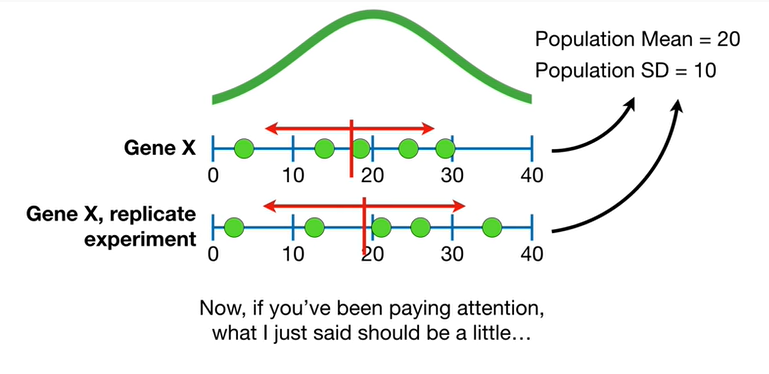 Population Mean = 20
Population SD = 10
Gene X
0 10 20 30 40
Gene X, replicate
experiment
0 10 20 30 40
Now, if you’ve been paying attention,
what I just said should be a little…